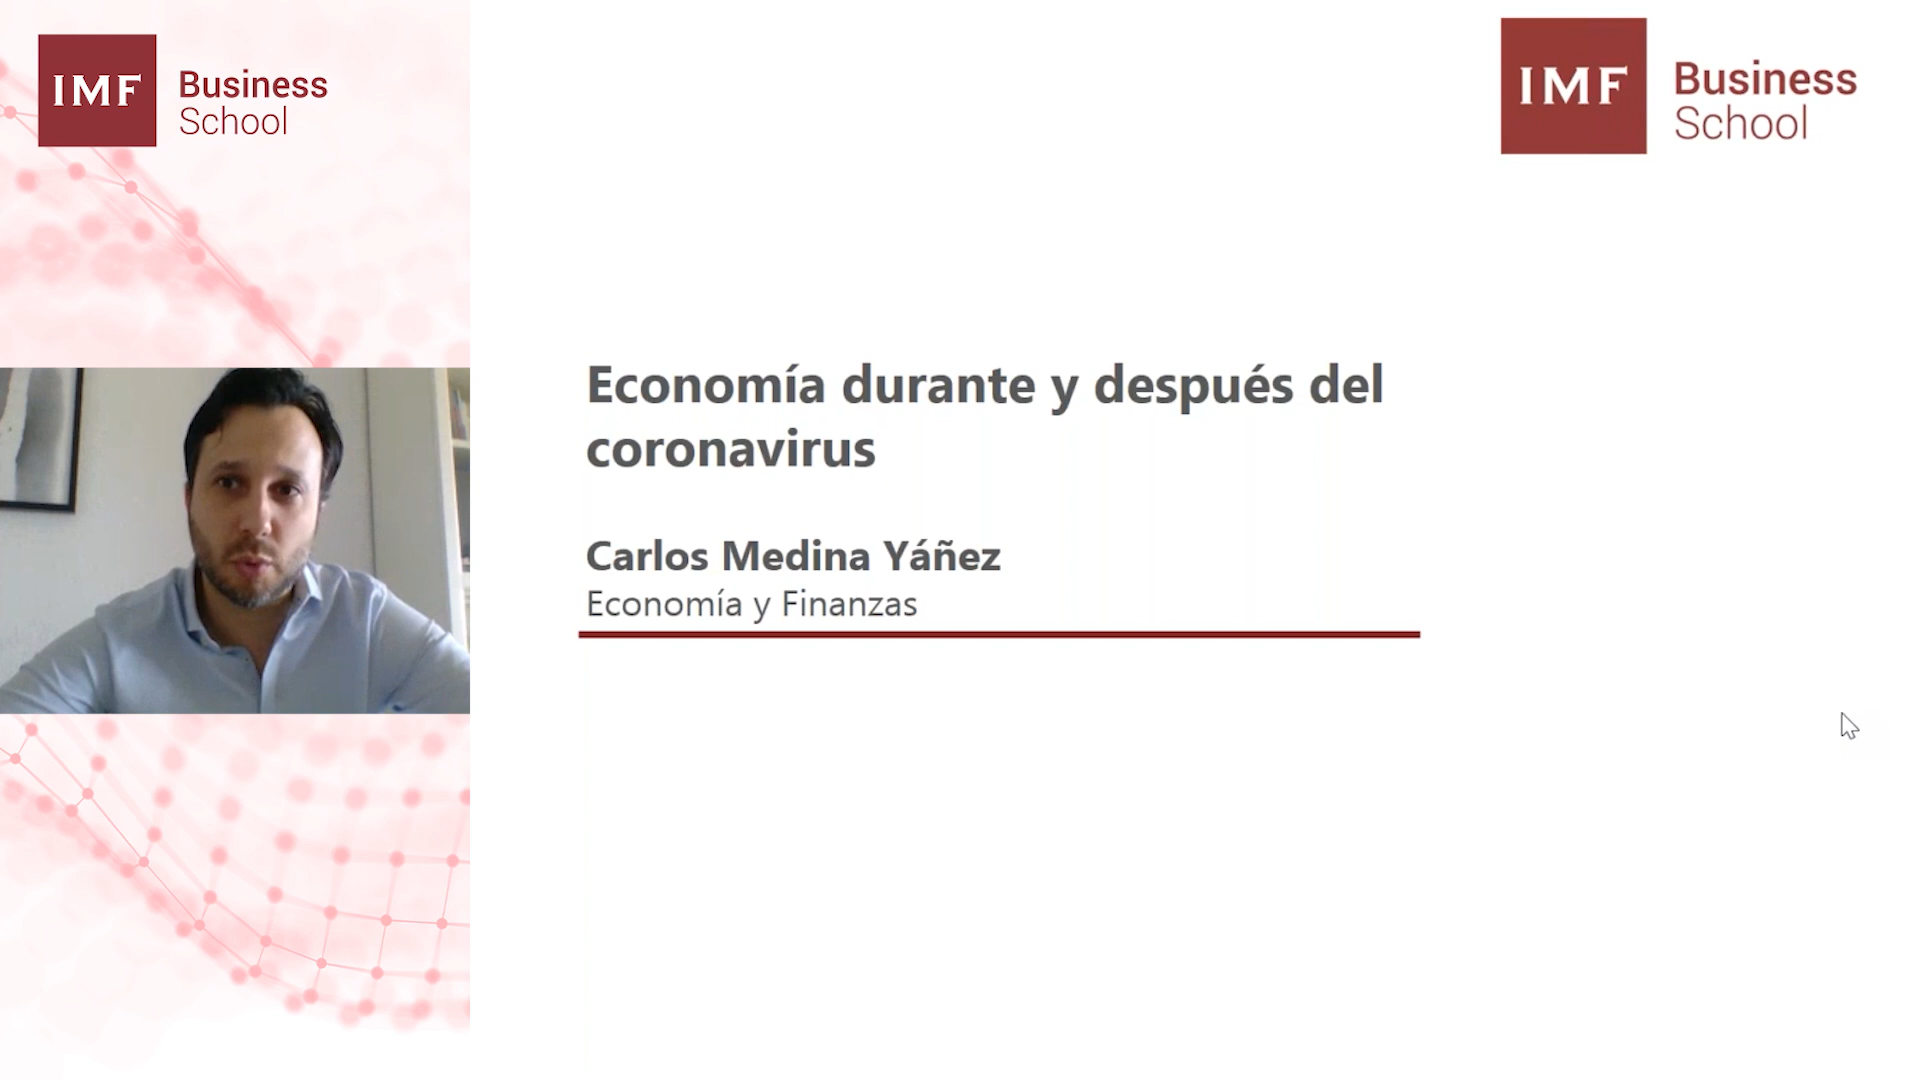 IMF Business
School
IMF Business
School
Economía durante y después del
coronavirus
Carlos Medina Yáñez
Economía y Finanzas